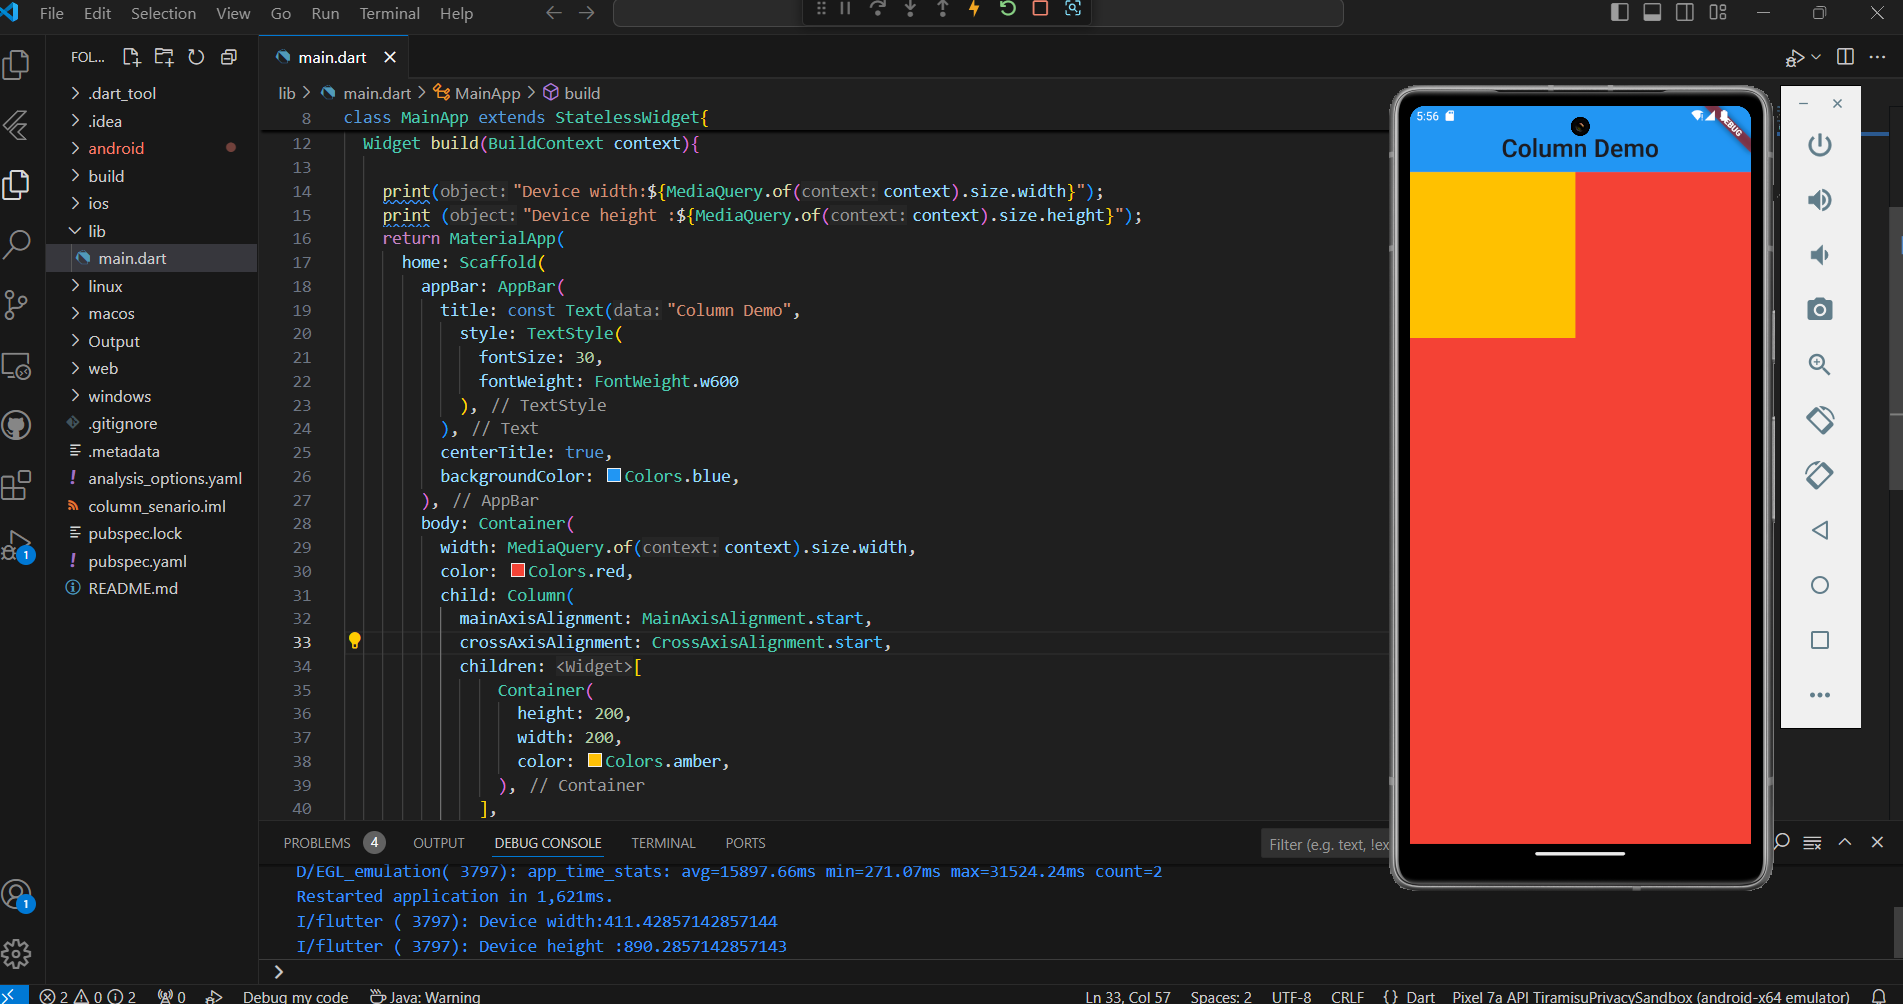 File Edit Selection View Go Run Terminal Help
FOL...
main.dart
.dart_tool
.idea
android
build
ios
lib
main.dart
linux
macos
Output
web
windows
.gitignore
.metadata
analysis_options.yaml
column_senario.iml
pubspec.lock
pubspec.yaml
README.md
1
1
lib > main.dart > MainApp > build
8 class MainApp extends StatelessWidget{
12 Widget build(BuildContext context){
13
14 print(object: "Device width:${MediaQuery.of(context: context).size.width}");
15 print (object: "Device height :${MediaQuery.of(context: context).size.height}");
16 return MaterialApp(
17 home: Scaffold(
18 appBar: AppBar(
19 title: const Text(data: "Column Demo",
20 style: TextStyle(
21 fontSize: 30,
22 fontWeight: FontWeight.w600
23 ), // TextStyle
24 ), // Text
25 centerTitle: true,
26 backgroundColor: Colors.blue,
27 ), // AppBar
28 body: Container(
29 width: MediaQuery.of(context: context).size.width,
30 color: Colors.red,
31 child: Column(
32 mainAxisAlignment: MainAxisAlignment.start,
33 crossAxisAlignment: CrossAxisAlignment.start,
34 children: <Widget>[
35 Container(
36 height: 200,
37 width: 200,
38 color: Colors.amber,
39 ), // Container
40 ],
5:56
DEBUG
Column Demo
PROBLEMS 4 OUTPUT DEBUG CONSOLE TERMINAL PORTS
Filter (e.g. text, !ex
D/EGL_emulation( 3797): app_time_stats: avg=15897.66ms min=271.07ms max=31524.24ms count=2
Restarted application in 1,621ms.
I/flutter ( 3797): Device width:411.42857142857144
I/flutter ( 3797): Device height :890.2857142857143
>
2 0 2 0 Debug my code Java: Warning Ln 33, Col 57 Spaces: 2 UTF-8 CRLF {} Dart Pixel 7a API TiramisuPrivacySandbox (android-x64 emulator)